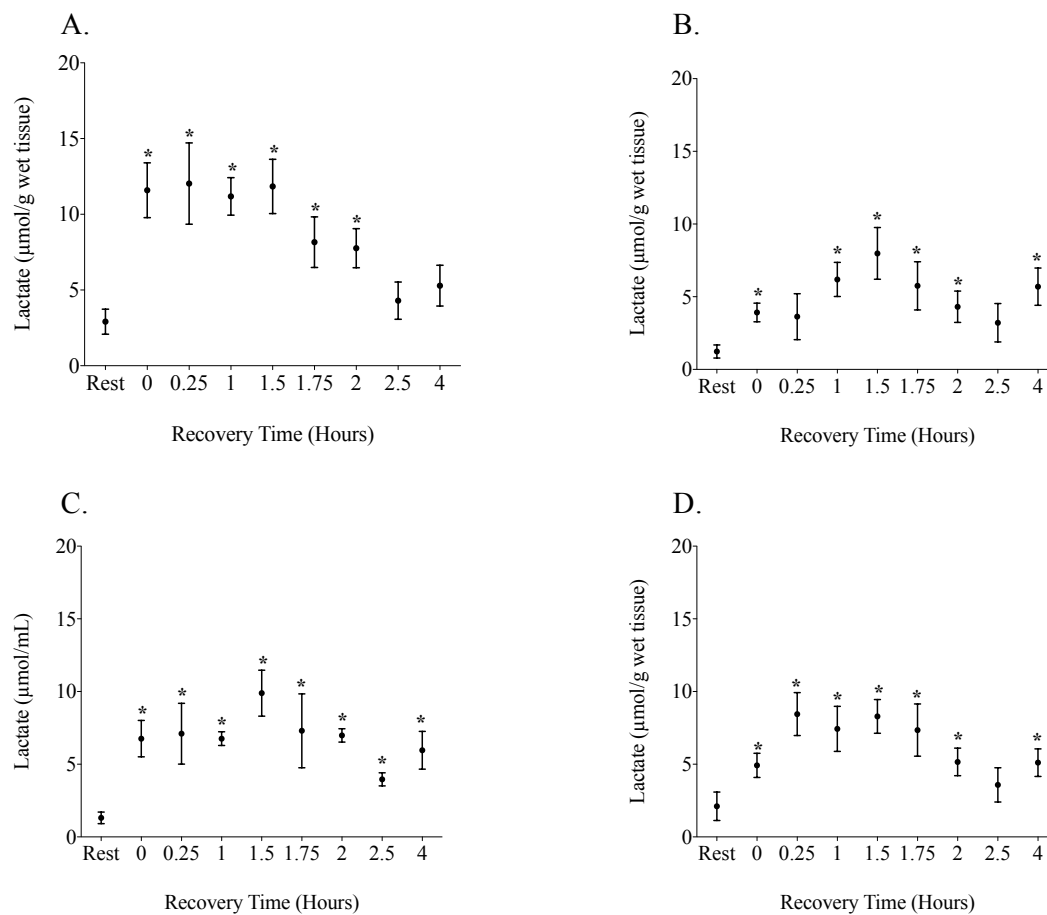 A.
Lactate (μmol/g wet tissue)
20
15
10
5
0
* * * * * *
Rest 0 0.25 1 1.5 1.75 2 2.5 4
Recovery Time (Hours)
B.
Lactate (μmol/g wet tissue)
20
15
10
5
0
* * * * * *
Rest 0 0.25 1 1.5 1.75 2 2.5 4
Recovery Time (Hours)
C.
Lactate (μmol/mL)
20
15
10
5
0
* * * * * * * *
Rest 0 0.25 1 1.5 1.75 2 2.5 4
Recovery Time (Hours)
D.
Lactate (μmol/g wet tissue)
20
15
10
5
0
* * * * * * *
Rest 0 0.25 1 1.5 1.75 2 2.5 4
Recovery Time (Hours)